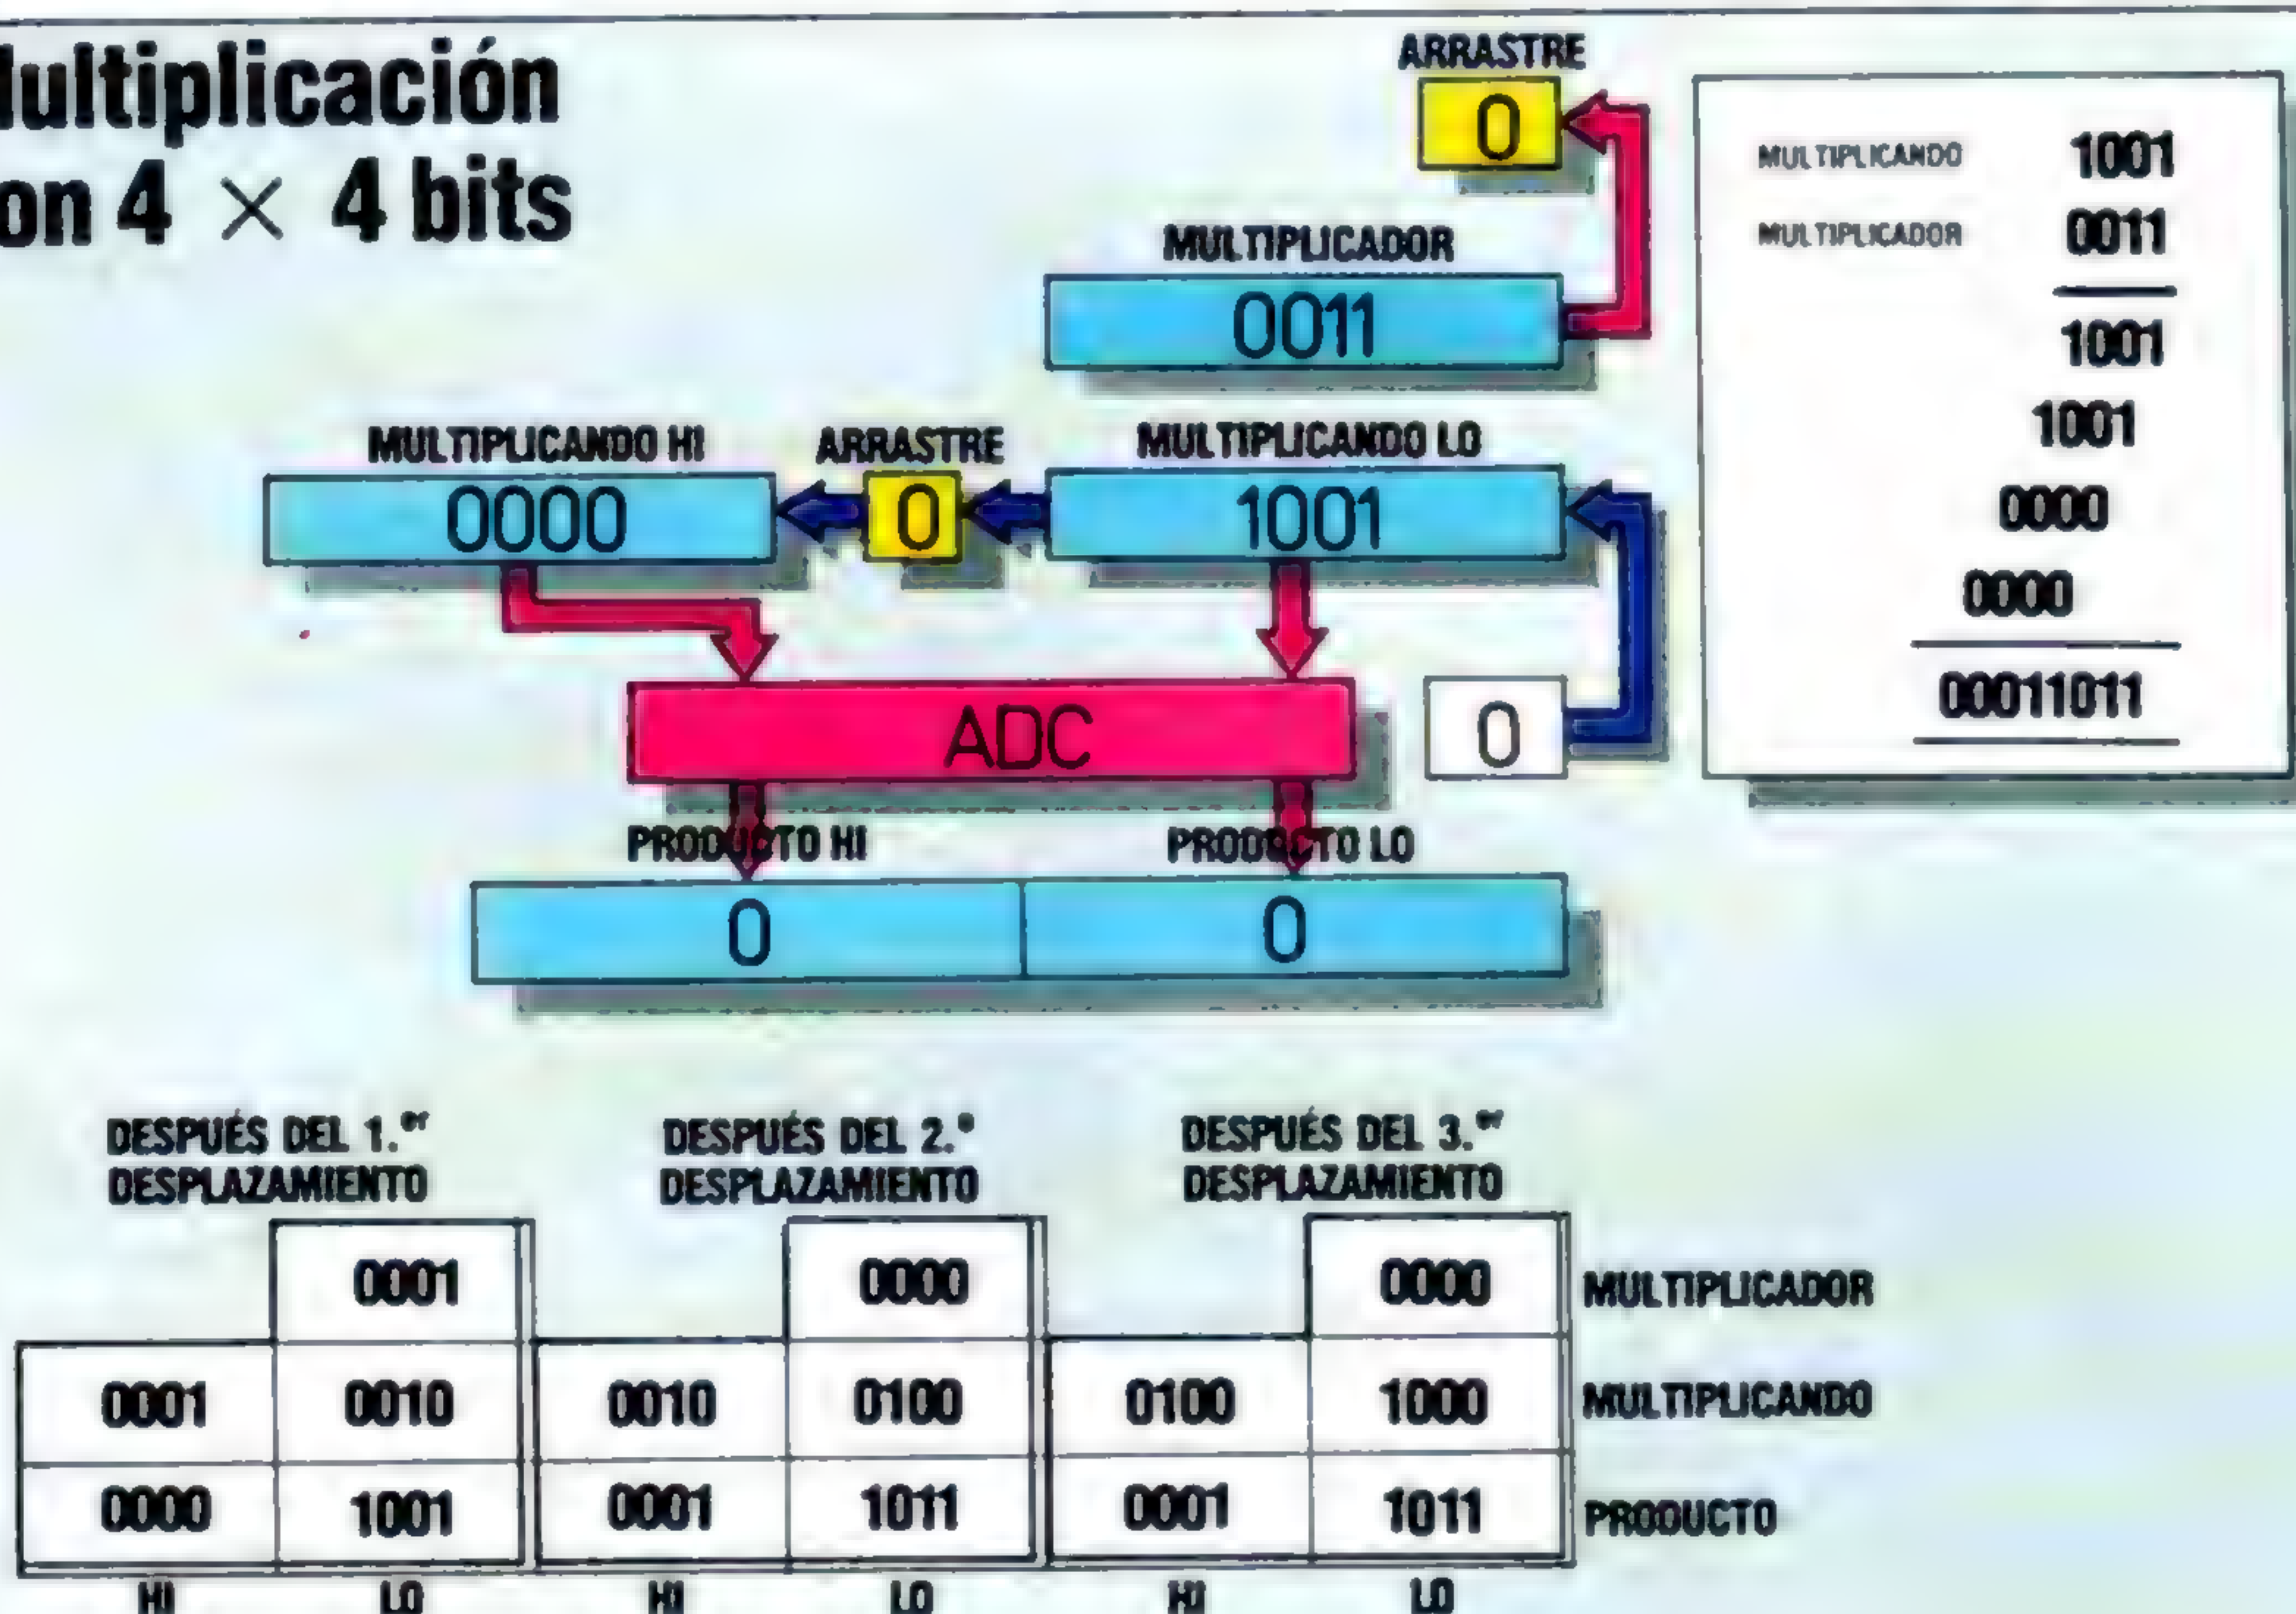 ultiplicación
on 4 × 4 bits
ARRASTRE
0
MULTIPLICADOR
0011
MULTIPLICANDO HI
ARRASTRE
MULTIPLICANDO LO
0000
0
1001
ADC
0
PRODUCTO HI
PRODUCTO LO
0
0
MULTIPLICANDO 1001
MULTIPLICADOR 0011
1001
1001
0000
0000
00011011
DESPUÉS DEL 1.er
DESPLAZAMIENTO
DESPUÉS DEL 2.º
DESPLAZAMIENTO
DESPUÉS DEL 3.er
DESPLAZAMIENTO
0001 0000 0000 MULTIPLICADOR
0001 0010 0010 0100 0100 1000 MULTIPLICANDO
0000 1001 0001 1011 0001 1011 PRODUCTO
HI LO HI LO HI LO